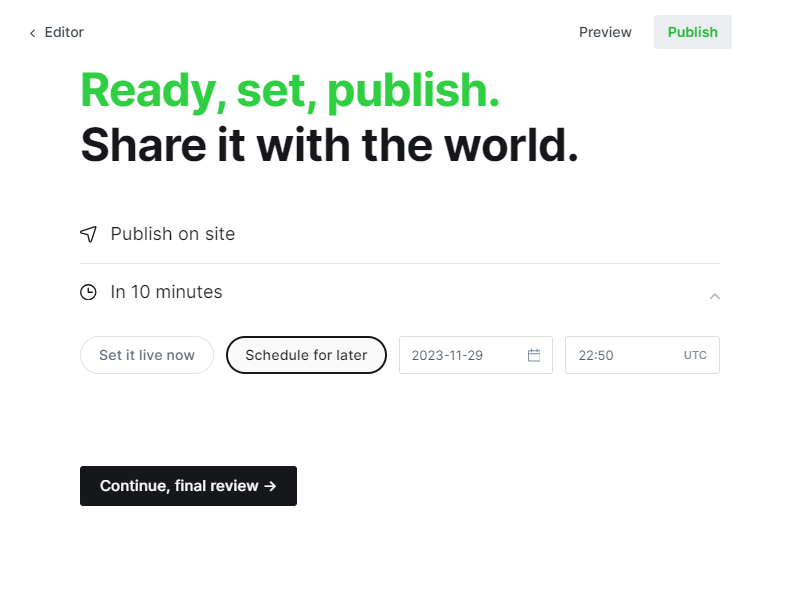 Editor
Preview
Publish
Ready, set, publish.
Share it with the world.
Publish on site
In 10 minutes
Set it live now
Schedule for later
2023-11-29
22:50
UTC
Continue, final review →